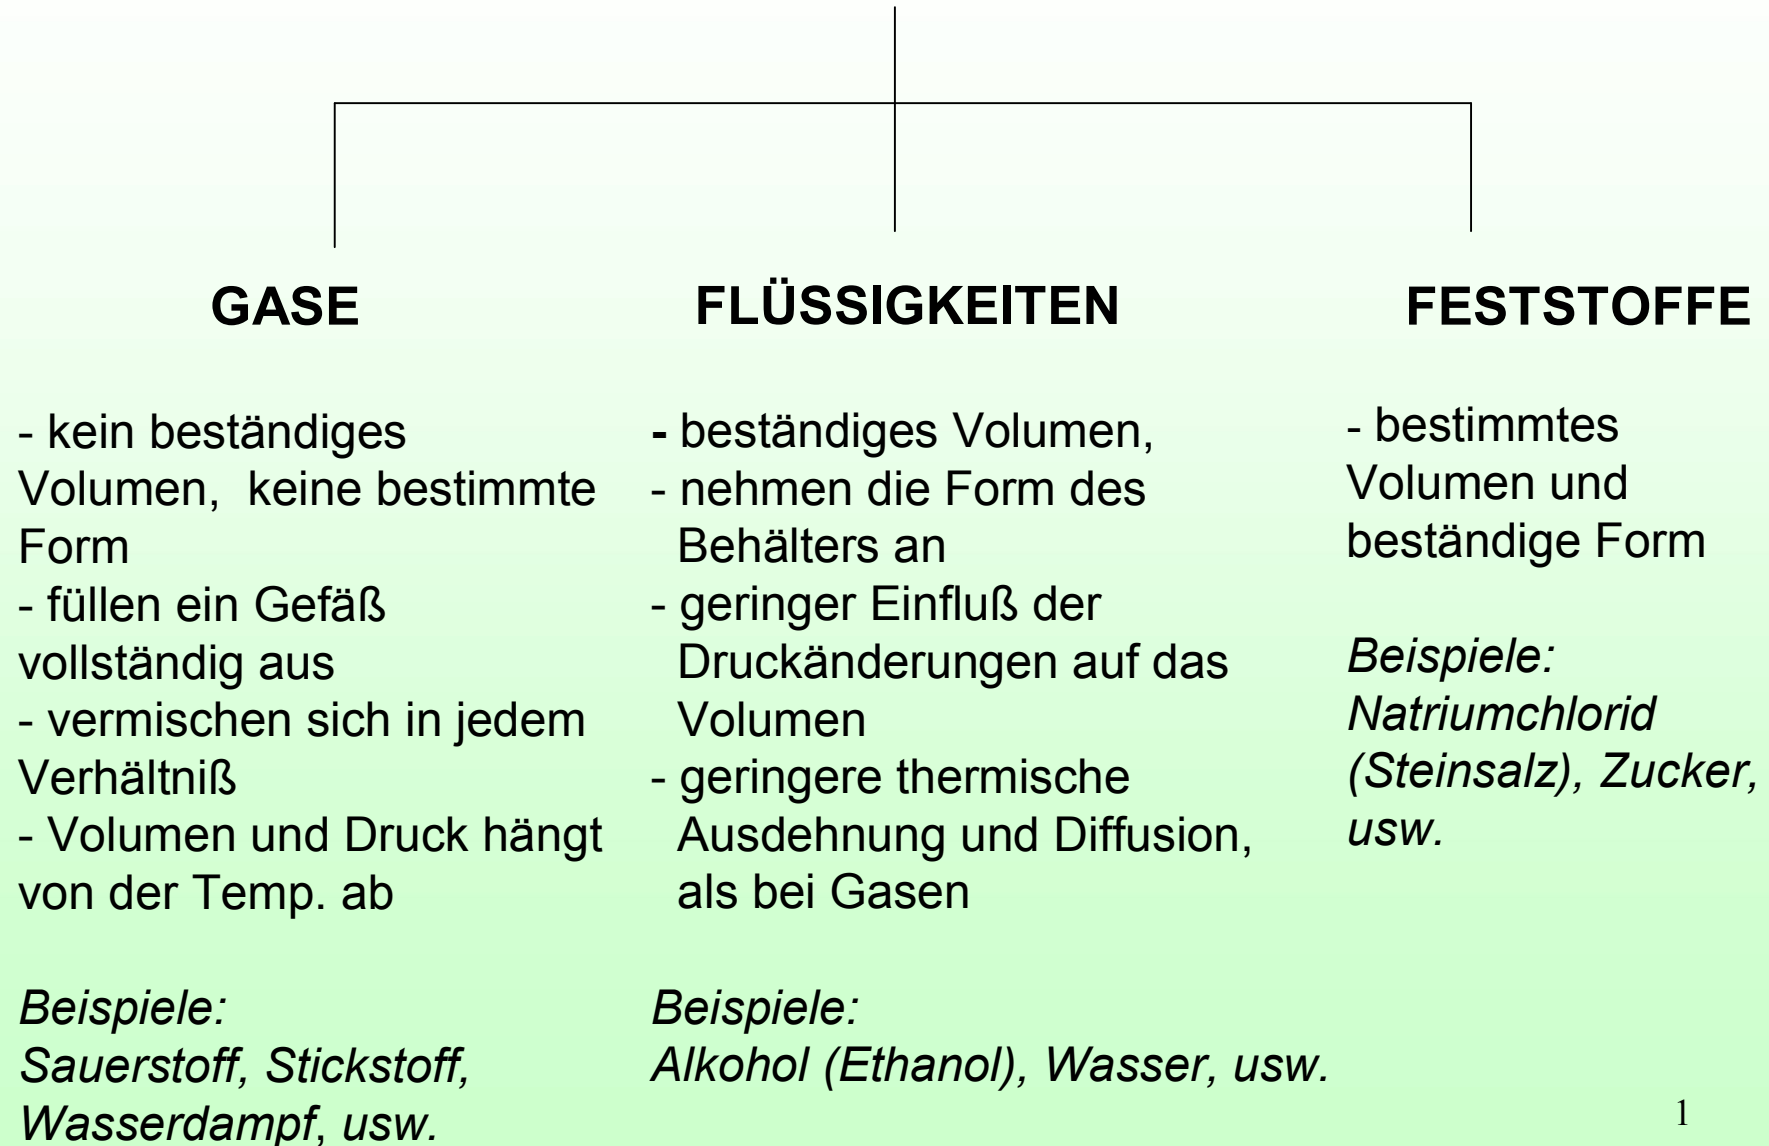 GASE
- kein beständiges
Volumen, keine bestimmte
Form
- füllen ein Gefäß
vollständig aus
- vermischen sich in jedem
Verhältniß
- Volumen und Druck hängt
von der Temp. ab
Beispiele:
Sauerstoff, Stickstoff,
Wasserdampf, usw.
FLÜSSIGKEITEN
- beständiges Volumen,
- nehmen die Form des
Behälters an
- geringer Einfluß der
Druckänderungen auf das
Volumen
- geringere thermische
Ausdehnung und Diffusion,
als bei Gasen
Beispiele:
Alkohol (Ethanol), Wasser, usw.
FESTSTOFFE
- bestimmtes
Volumen und
beständige Form
Beispiele:
Natriumchlorid
(Steinsalz), Zucker,
usw.
1